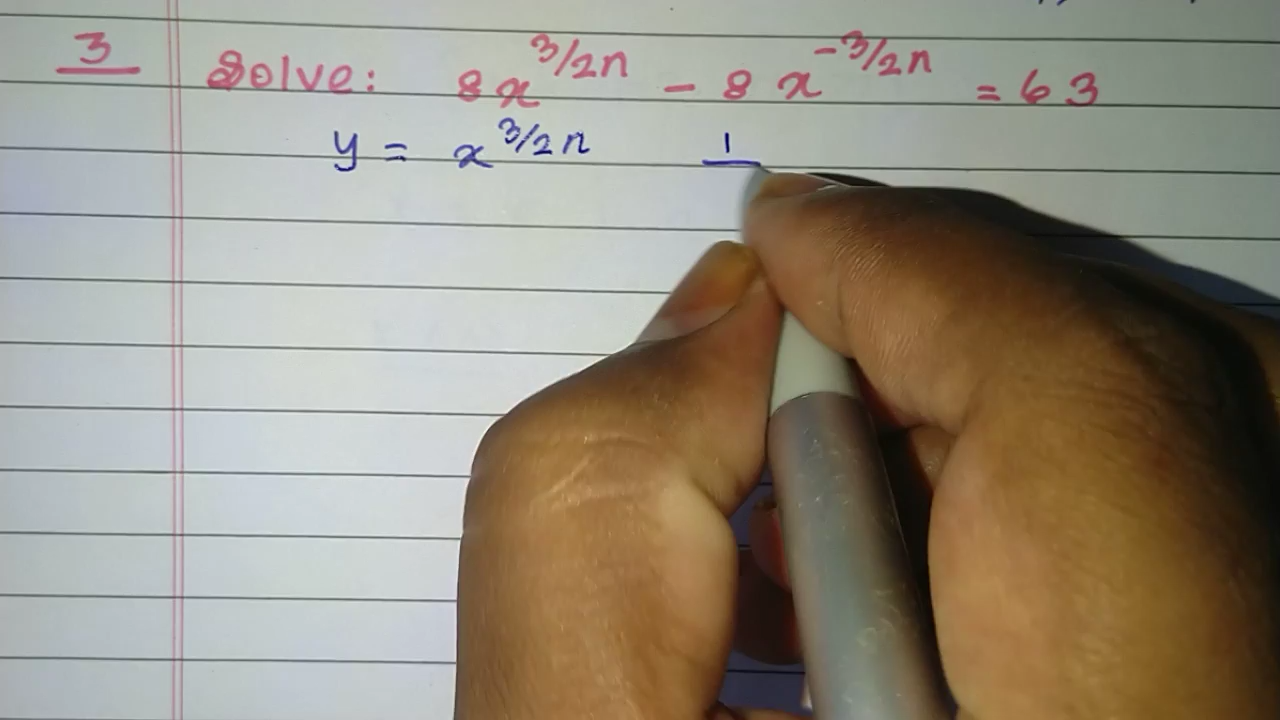 3 Solve: 8x^3/2n - 8x^-3/2n = 63
y = x^3/2n 1